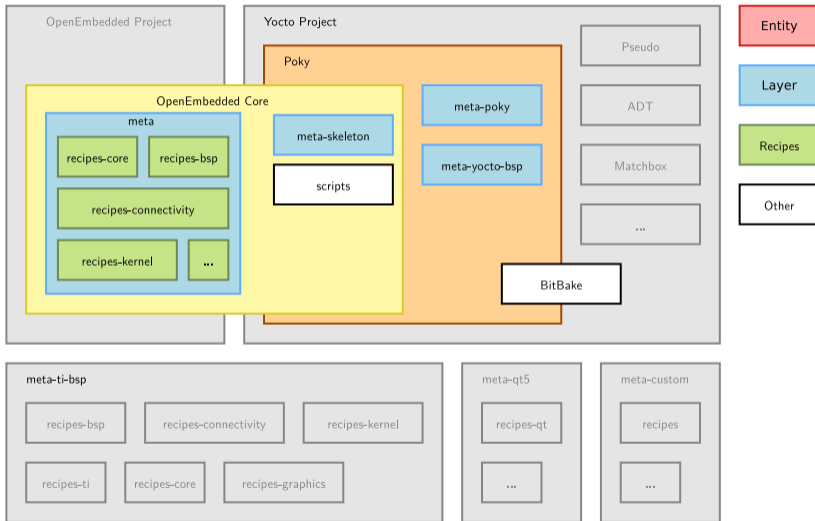 OpenEmbedded Project
Yocto Project
Poky
OpenEmbedded Core
meta
recipes-core
recipes-bsp
recipes-connectivity
recipes-kernel
...
meta-skeleton
scripts
meta-poky
meta-yocto-bsp
BitBake
Pseudo
ADT
Matchbox
...
Entity
Layer
Recipes
Other
meta-ti-bsp
recipes-bsp
recipes-connectivity
recipes-kernel
recipes-ti
recipes-core
recipes-graphics
meta-qt5
recipes-qt
...
meta-custom
recipes
...